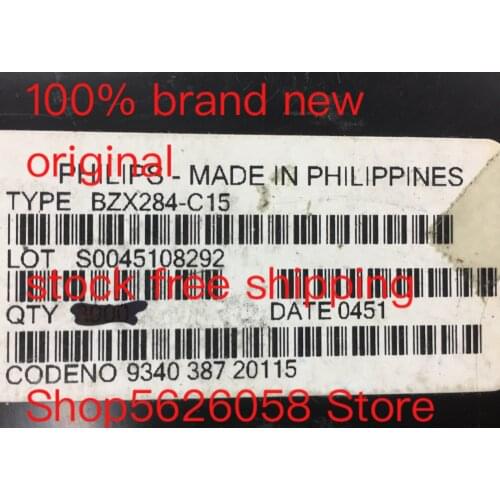 100% brand new
original
PHILIPS - MADE IN PHILIPPINES
TYPE BZX284-C15
LOT S0045108292
stock free shipping
QTY
DATE 0451
CODENO 9340 387 20115
Shop5626058 Store